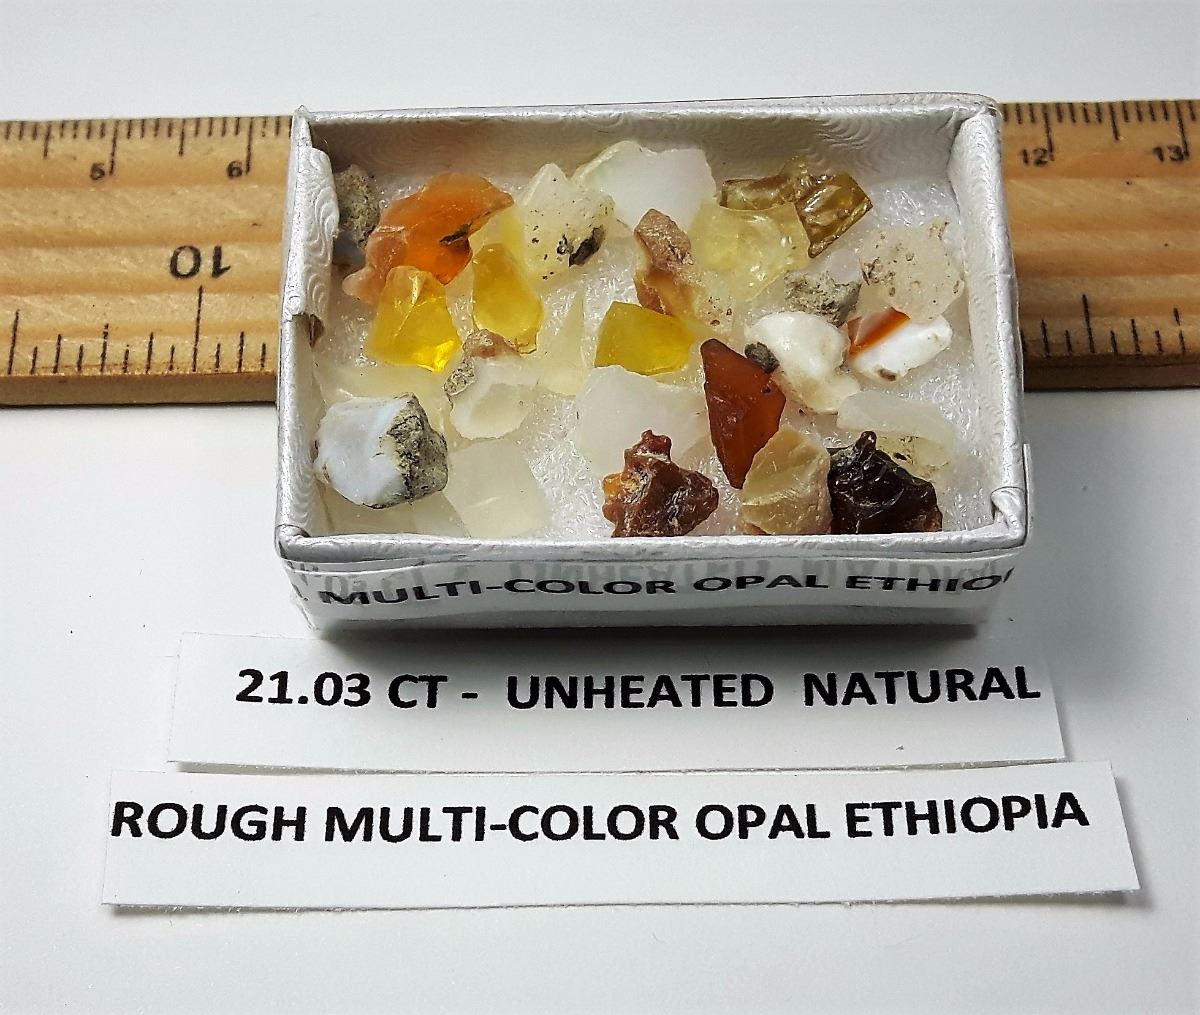 5 6 12 13
10
MULTI-COLOR OPAL ETHIO
21.03 CT - UNHEATED NATURAL
ROUGH MULTI-COLOR OPAL ETHIOPIA